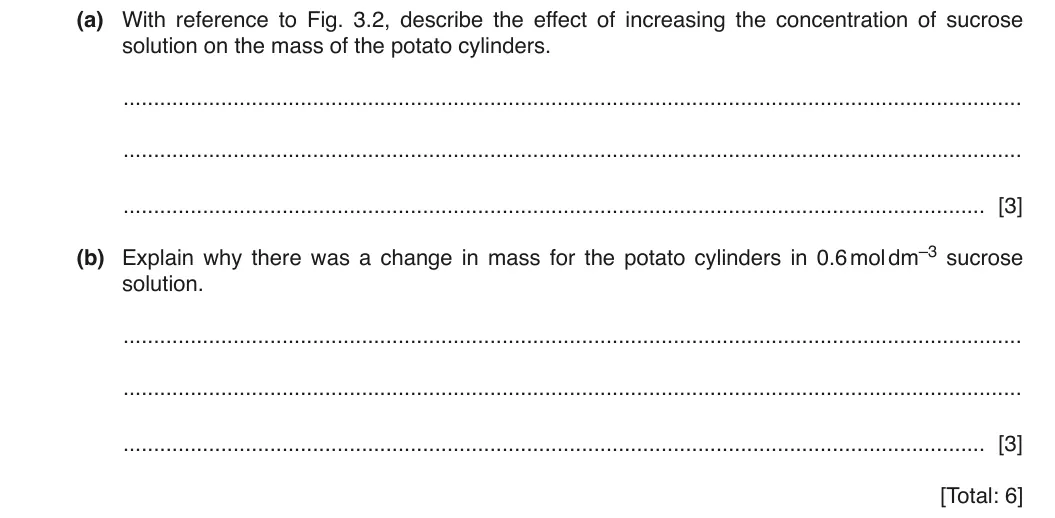 (a) With reference to Fig. 3.2, describe the effect of increasing the concentration of sucrose
solution on the mass of the potato cylinders.
..........................................................................................................................................
..........................................................................................................................................
.................................................................................................................................... [3]
(b) Explain why there was a change in mass for the potato cylinders in 0.6 mol dm⁻³ sucrose
solution.
..........................................................................................................................................
..........................................................................................................................................
.................................................................................................................................... [3]
[Total: 6]